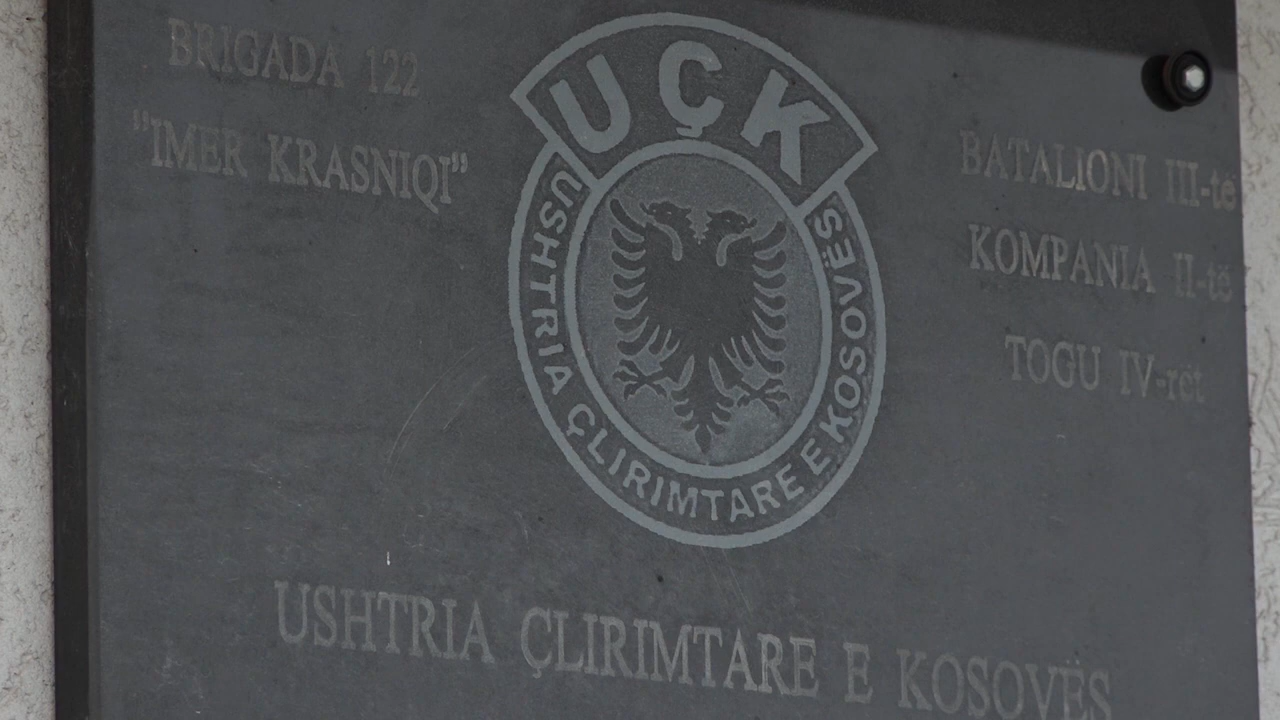 BRIGADA 122
"IMER KRASNIQI"
UÇK
USHTRIA ÇLIRIMTARE E KOSOVËS
BATALIONI III-të
KOMPANIA II-të
TOGU IV-rët
USHTRIA ÇLIRIMTARE E KOSOVËS